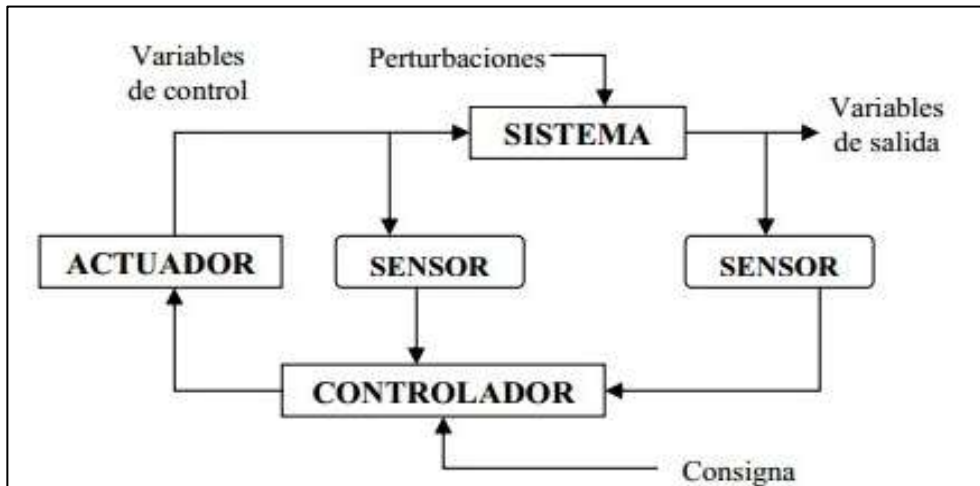 Variables
de control
Perturbaciones
SISTEMA
Variables
de salida
ACTUADOR
SENSOR
SENSOR
CONTROLADOR
Consigna